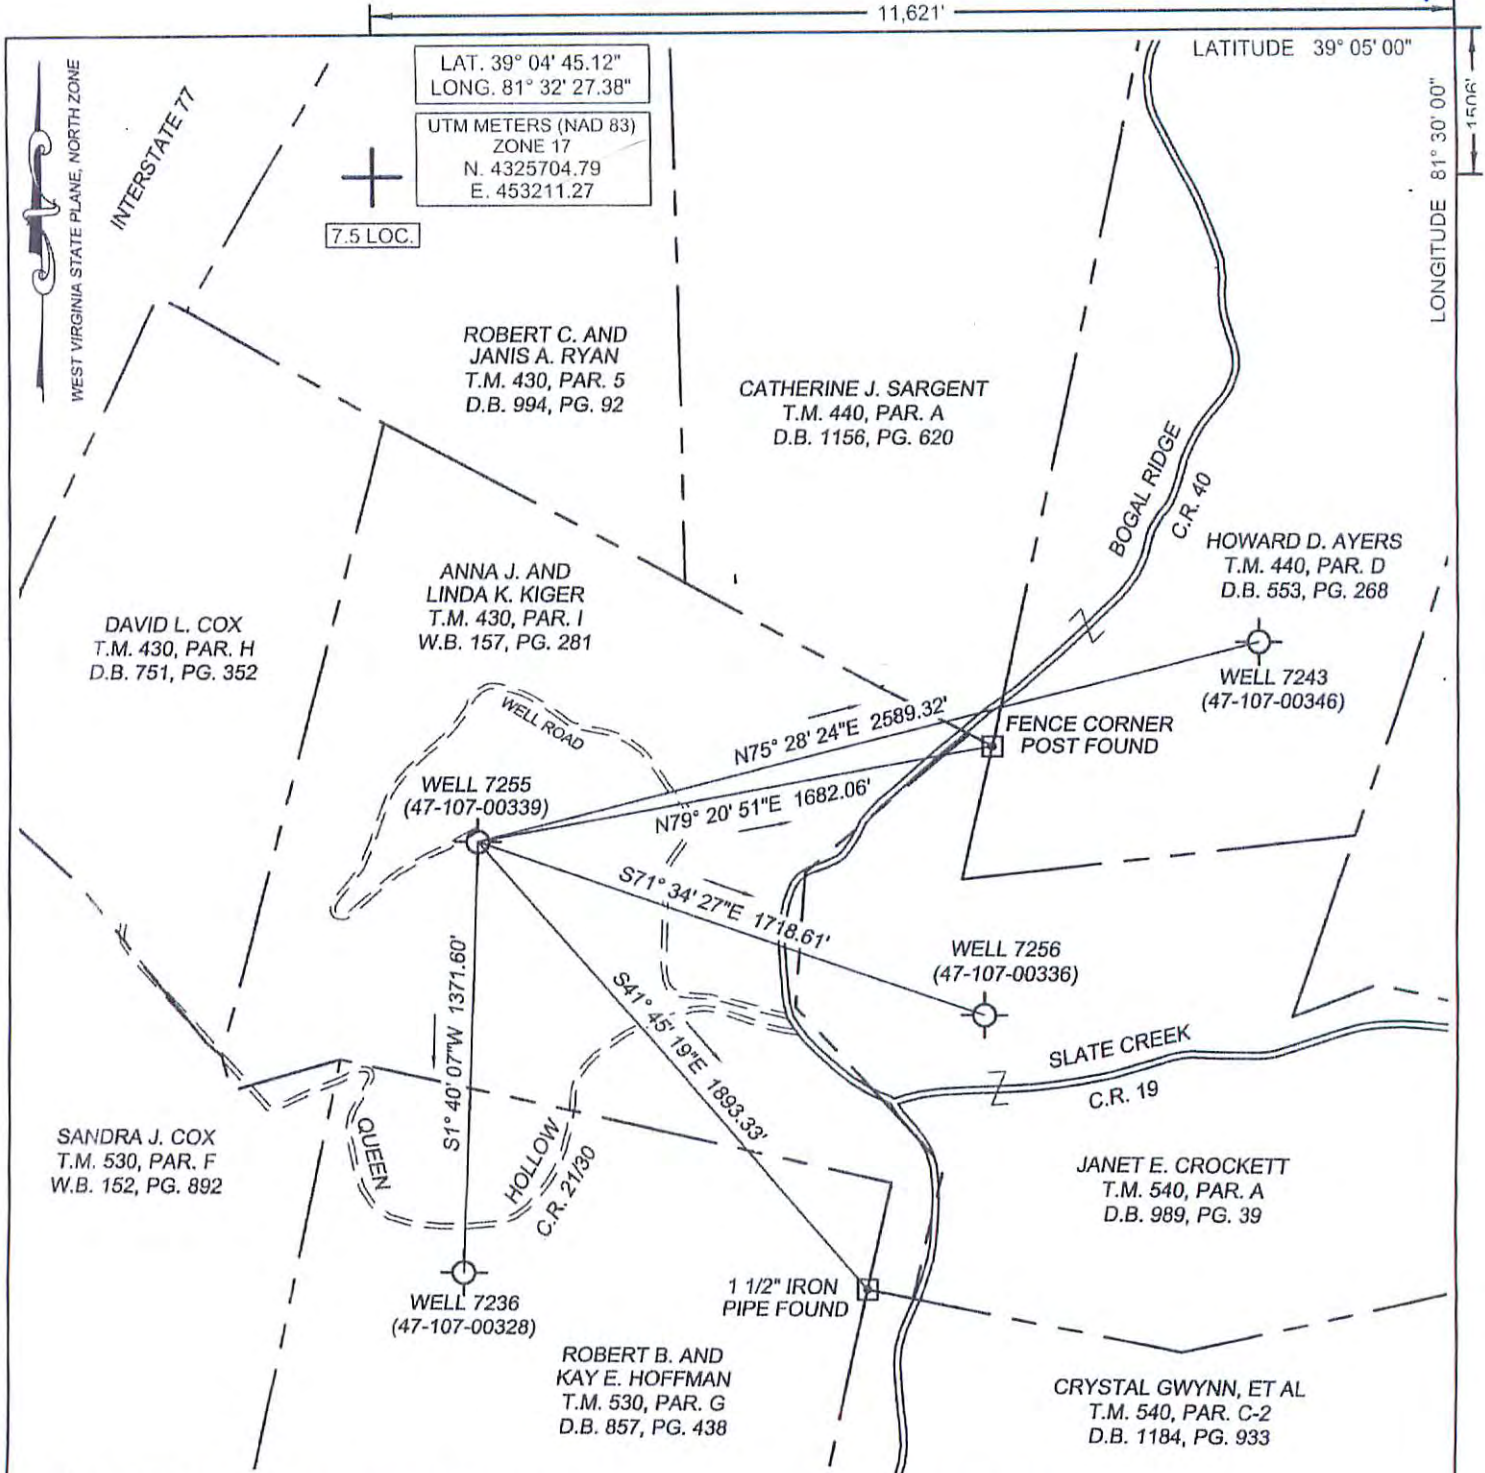 11,621'
LATITUDE 39° 05' 00"
LAT. 39° 04' 45.12"
LONG. 81° 32' 27.38"
UTM METERS (NAD 83)
ZONE 17
N. 4325704.79
E. 453211.27
7.5 LOC.
1506'
LONGITUDE 81° 30' 00"
WEST VIRGINIA STATE PLANE, NORTH ZONE
INTERSTATE 77
ROBERT C. AND
JANIS A. RYAN
T.M. 430, PAR. 5
D.B. 994, PG. 92
CATHERINE J. SARGENT
T.M. 440, PAR. A
D.B. 1156, PG. 620
BOGAL RIDGE
C.R. 40
HOWARD D. AYERS
T.M. 440, PAR. D
D.B. 553, PG. 268
ANNA J. AND
LINDA K. KIGER
T.M. 430, PAR. I
W.B. 157, PG. 281
DAVID L. COX
T.M. 430, PAR. H
D.B. 751, PG. 352
WELL 7243
(47-107-00346)
WELL ROAD
N75° 28' 24"E 2589.32'
FENCE CORNER
POST FOUND
WELL 7255
(47-107-00339)
N79° 20' 51"E 1682.06'
S71° 34' 27"E 1718.61'
WELL 7256
(47-107-00336)
S1° 40' 07"W 1371.60'
S41° 45' 19"E 1893.33'
SLATE CREEK
C.R. 19
QUEEN
HOLLOW
C.R. 21/30
SANDRA J. COX
T.M. 530, PAR. F
W.B. 152, PG. 892
JANET E. CROCKETT
T.M. 540, PAR. A
D.B. 989, PG. 39
WELL 7236
(47-107-00328)
1 1/2" IRON
PIPE FOUND
ROBERT B. AND
KAY E. HOFFMAN
T.M. 530, PAR. G
D.B. 857, PG. 438
CRYSTAL GWYNN, ET AL
T.M. 540, PAR. C-2
D.B. 1184, PG. 933